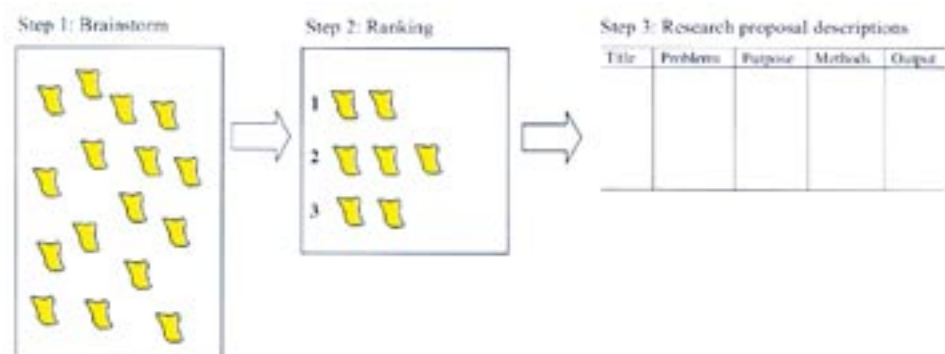 Step 1: Brainstorm
Step 2: Ranking
1
2
3
Step 3: Research proposal descriptions
Title Problems Purpose Methods Output